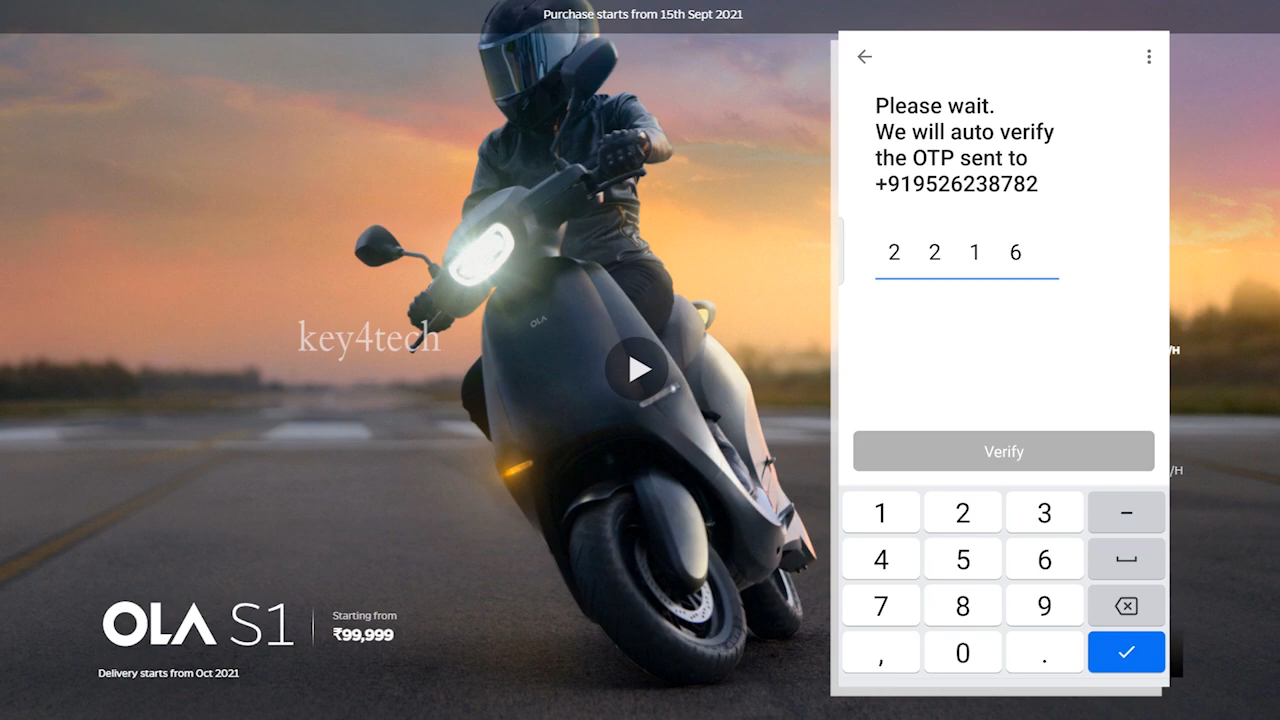 Purchase starts from 15th Sept 2021
Please wait.
We will auto verify
the OTP sent to
+919526238782
2 2 1 6
Verify
1 2 3 -
4 5 6
7 8 9
, 0 .
key4tech
OLA
/H
/H
OLA S1
Starting from
₹99,999
Delivery starts from Oct 2021